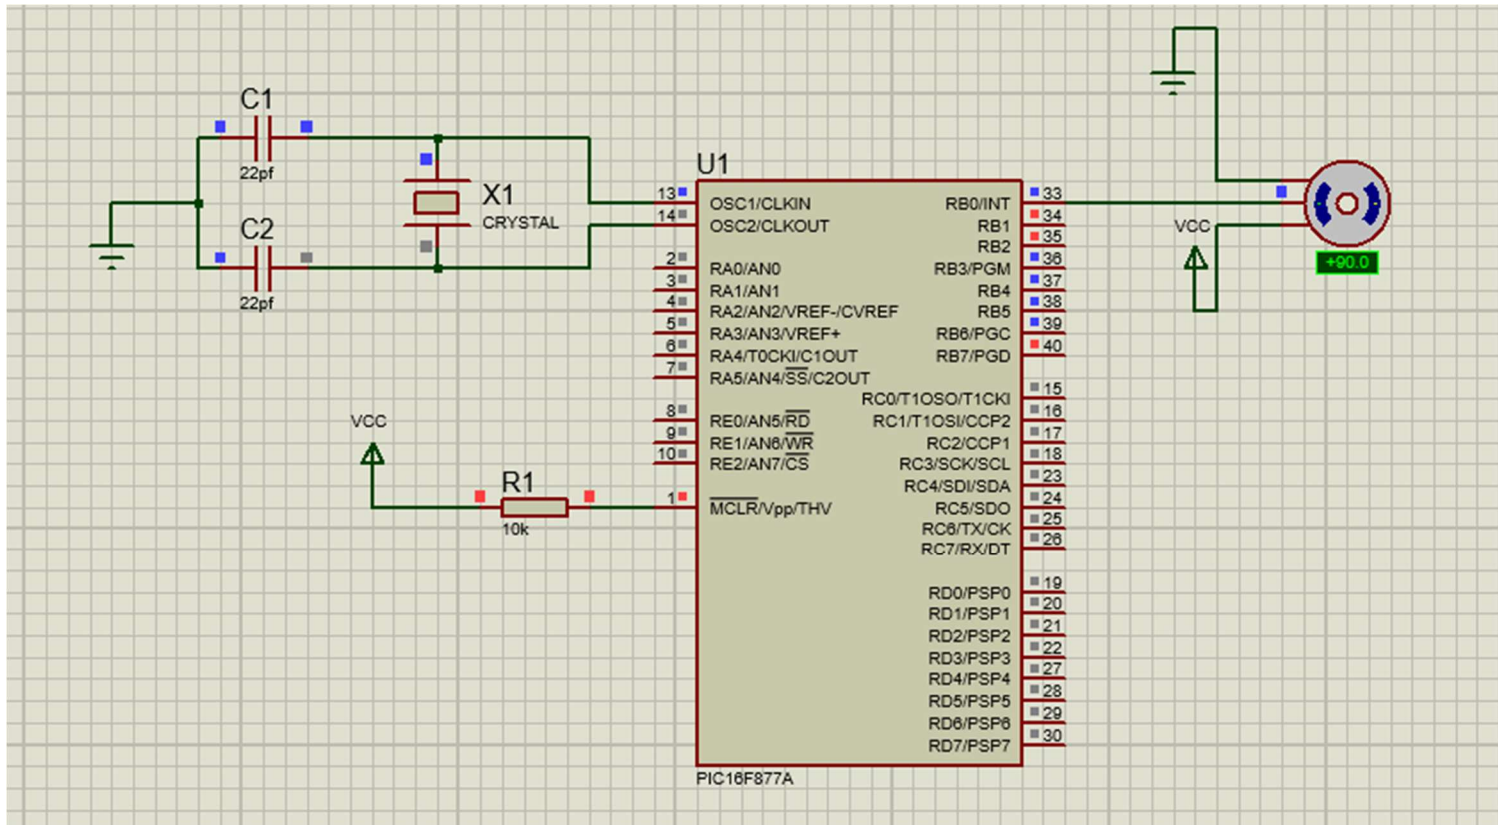 C1
22pf
C2
22pf
X1
CRYSTAL
VCC
R1
10k
U1
13 OSC1/CLKIN
14 OSC2/CLKOUT
2 RA0/AN0
3 RA1/AN1
4 RA2/AN2/VREF-/CVREF
5 RA3/AN3/VREF+
6 RA4/T0CKI/C1OUT
7 RA5/AN4/SS/C2OUT
8 RE0/AN5/RD
9 RE1/AN6/WR
10 RE2/AN7/CS
1 MCLR/Vpp/THV
RB0/INT 33
RB1 34
RB2 35
RB3/PGM 36
RB4 37
RB5 38
RB6/PGC 39
RB7/PGD 40
RC0/T1OSO/T1CKI 15
RC1/T1OSI/CCP2 16
RC2/CCP1 17
RC3/SCK/SCL 18
RC4/SDI/SDA 23
RC5/SDO 24
RC6/TX/CK 25
RC7/RX/DT 26
RD0/PSP0 19
RD1/PSP1 20
RD2/PSP2 21
RD3/PSP3 22
RD4/PSP4 27
RD5/PSP5 28
RD6/PSP6 29
RD7/PSP7 30
PIC16F877A
VCC
+90.0